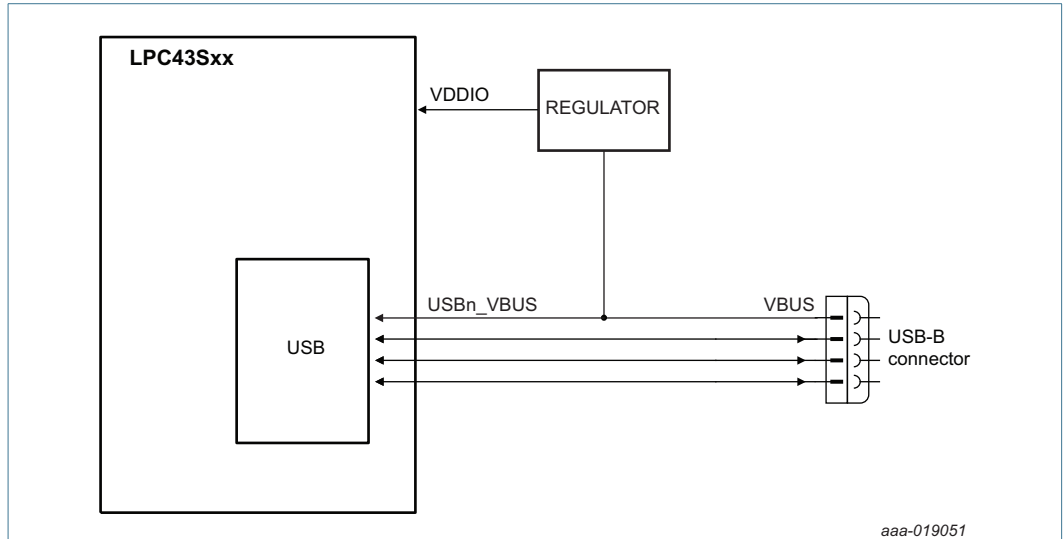 LPC43Sxx
VDDIO
REGULATOR
USBn_VBUS
VBUS
USB
USB-B
connector
aaa-019051